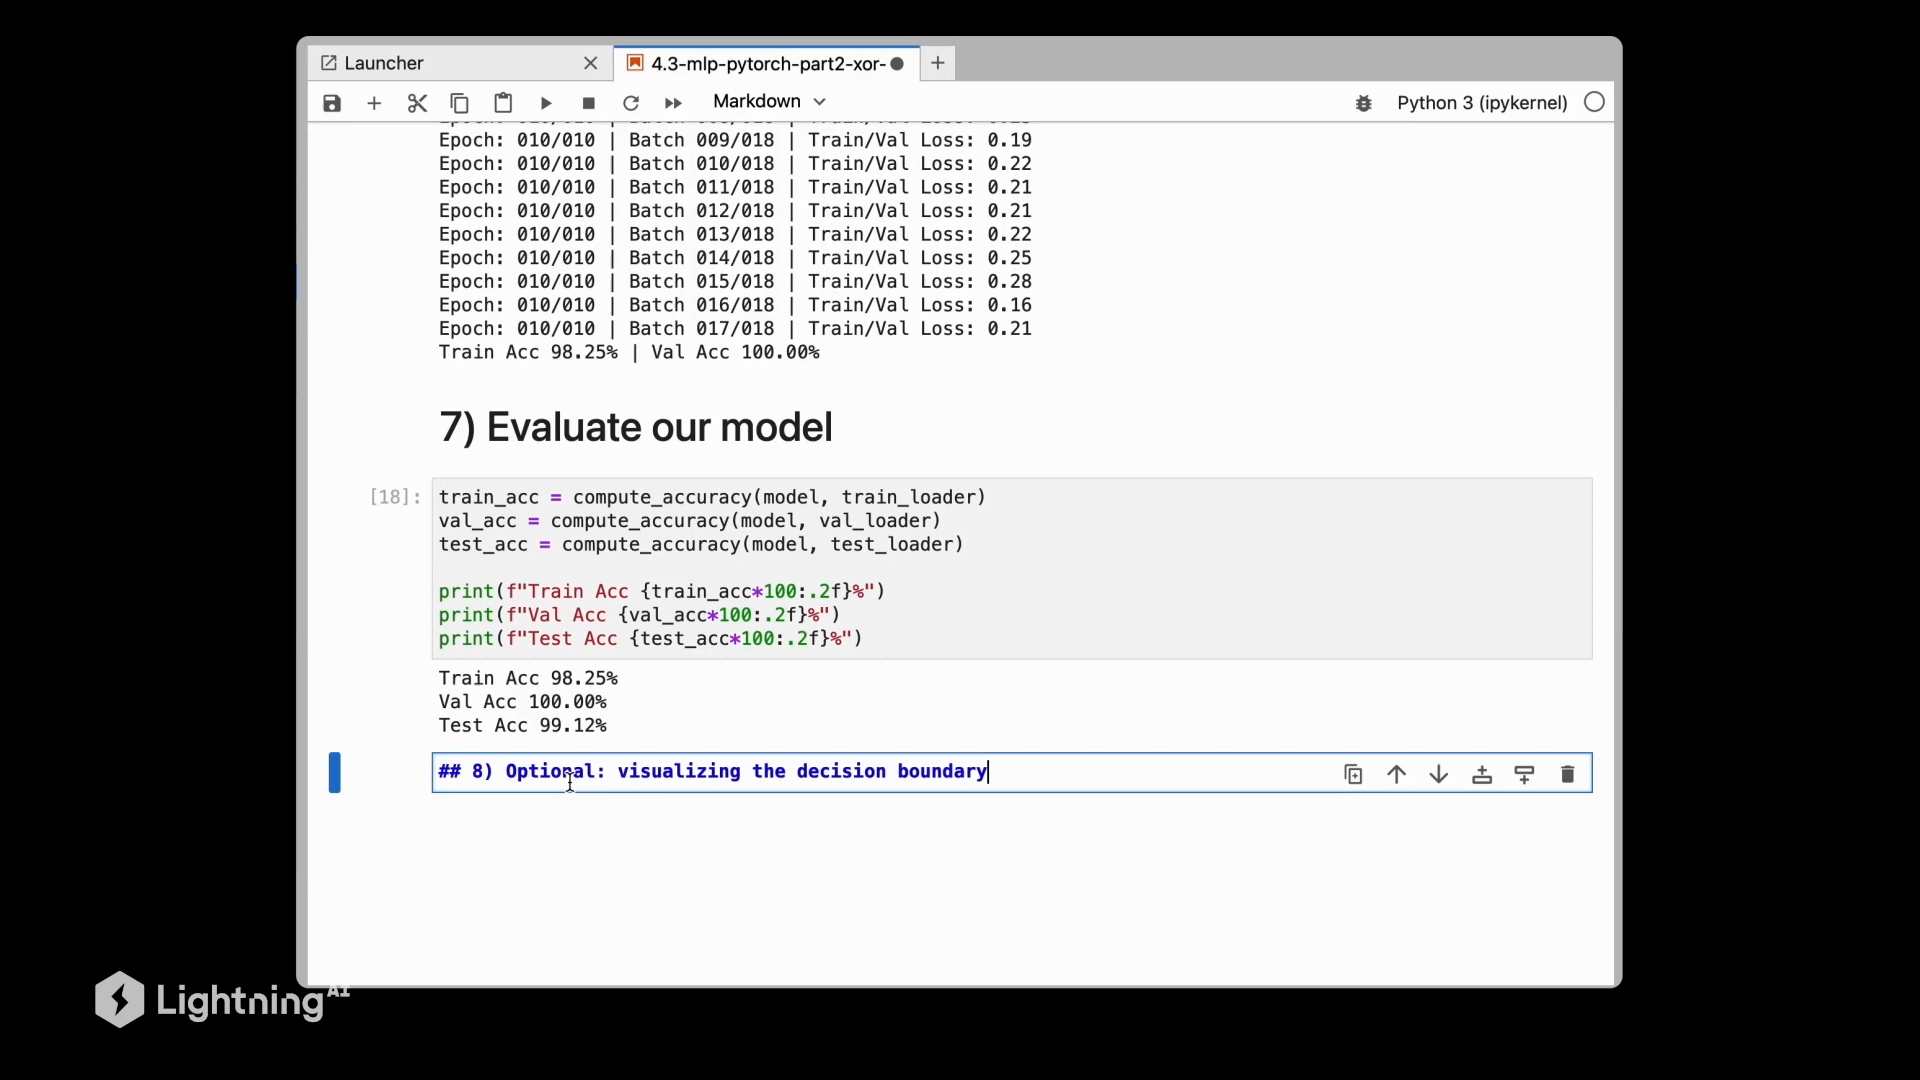 Launcher
4.3-mlp-pytorch-part2-xor-
Markdown
Python 3 (ipykernel)
Epoch: 010/010 | Batch 009/018 | Train/Val Loss: 0.19
Epoch: 010/010 | Batch 010/018 | Train/Val Loss: 0.22
Epoch: 010/010 | Batch 011/018 | Train/Val Loss: 0.21
Epoch: 010/010 | Batch 012/018 | Train/Val Loss: 0.21
Epoch: 010/010 | Batch 013/018 | Train/Val Loss: 0.22
Epoch: 010/010 | Batch 014/018 | Train/Val Loss: 0.25
Epoch: 010/010 | Batch 015/018 | Train/Val Loss: 0.28
Epoch: 010/010 | Batch 016/018 | Train/Val Loss: 0.16
Epoch: 010/010 | Batch 017/018 | Train/Val Loss: 0.21
Train Acc 98.25% | Val Acc 100.00%
7) Evaluate our model
[18]:
train_acc = compute_accuracy(model, train_loader)
val_acc = compute_accuracy(model, val_loader)
test_acc = compute_accuracy(model, test_loader)
print(f"Train Acc {train_acc*100:.2f}%")
print(f"Val Acc {val_acc*100:.2f}%")
print(f"Test Acc {test_acc*100:.2f}%")
Train Acc 98.25%
Val Acc 100.00%
Test Acc 99.12%
## 8) Optional: visualizing the decision boundary
Lightning AI